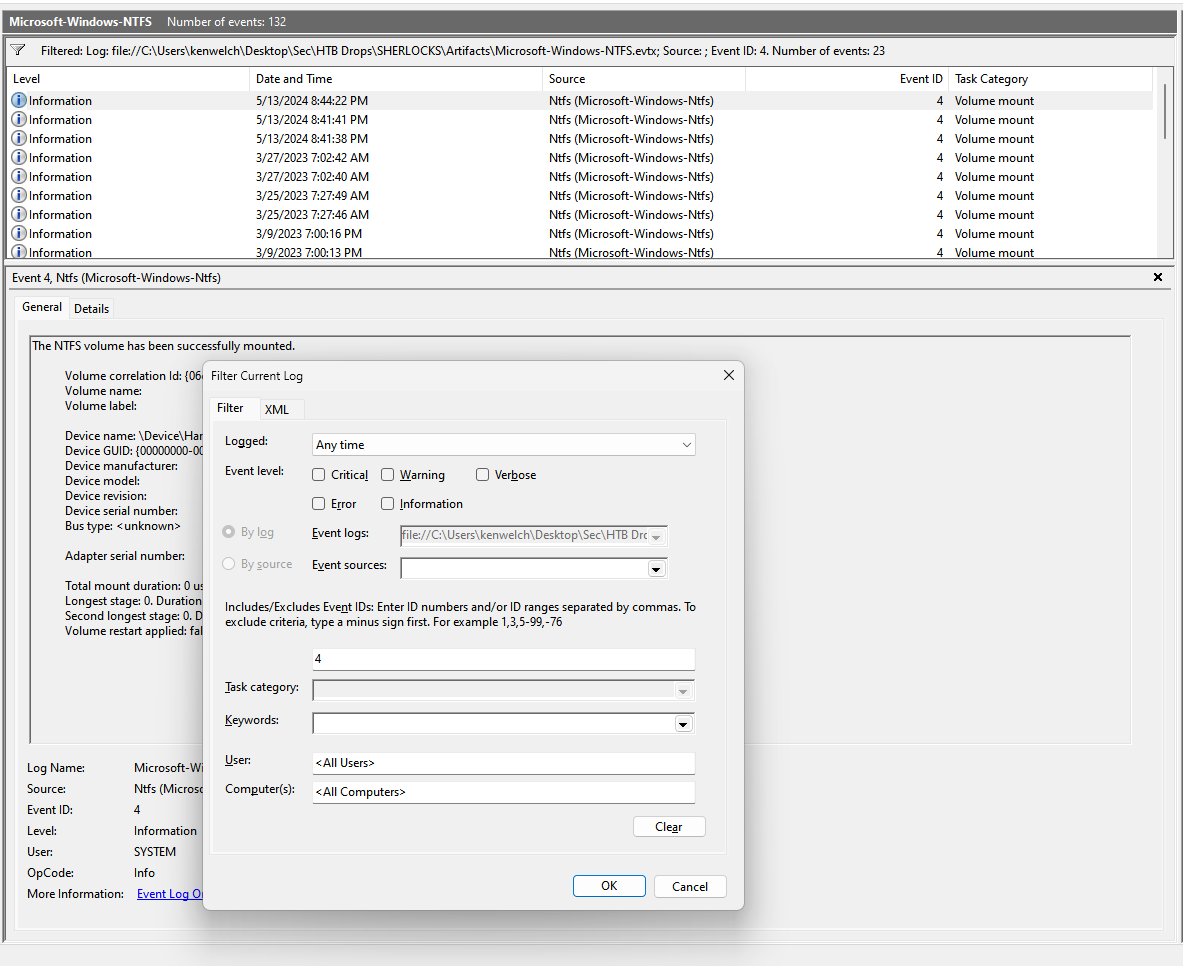 Microsoft-Windows-NTFS Number of events: 132
Filtered: Log: file://C:\Users\kenwelch\Desktop\Sec\HTB Drops\SHERLOCKS\Artifacts\Microsoft-Windows-NTFS.evtx; Source: ; Event ID: 4. Number of events: 23
Level Date and Time Source Event ID Task Category
Information 5/13/2024 8:44:22 PM Ntfs (Microsoft-Windows-Ntfs) 4 Volume mount
Information 5/13/2024 8:41:41 PM Ntfs (Microsoft-Windows-Ntfs) 4 Volume mount
Information 5/13/2024 8:41:38 PM Ntfs (Microsoft-Windows-Ntfs) 4 Volume mount
Information 3/27/2023 7:02:42 AM Ntfs (Microsoft-Windows-Ntfs) 4 Volume mount
Information 3/27/2023 7:02:40 AM Ntfs (Microsoft-Windows-Ntfs) 4 Volume mount
Information 3/25/2023 7:27:49 AM Ntfs (Microsoft-Windows-Ntfs) 4 Volume mount
Information 3/25/2023 7:27:46 AM Ntfs (Microsoft-Windows-Ntfs) 4 Volume mount
Information 3/9/2023 7:00:16 PM Ntfs (Microsoft-Windows-Ntfs) 4 Volume mount
Information 3/9/2023 7:00:13 PM Ntfs (Microsoft-Windows-Ntfs) 4 Volume mount
Event 4, Ntfs (Microsoft-Windows-Ntfs)
General Details
The NTFS volume has been successfully mounted.
Volume correlation Id: {06
Volume name:
Volume label:
Device name: \Device\Har
Device GUID: {00000000-00
Device manufacturer:
Device model:
Device revision:
Device serial number:
Bus type: <unknown>
Adapter serial number:
Total mount duration: 0 us
Longest stage: 0. Duration
Second longest stage: 0. D
Volume restart applied: fal
Log Name: Microsoft-Wi
Source: Ntfs (Microso
Event ID: 4
Level: Information
User: SYSTEM
OpCode: Info
More Information: Event Log O
Filter Current Log
Filter XML
Logged: Any time
Event level: Critical Warning Verbose
Error Information
By log Event logs: file://C:\Users\kenwelch\Desktop\Sec\HTB Drc
By source Event sources:
Includes/Excludes Event IDs: Enter ID numbers and/or ID ranges separated by commas. To
exclude criteria, type a minus sign first. For example 1,3,5-99,-76
4
Task category:
Keywords:
User: <All Users>
Computer(s): <All Computers>
Clear
OK Cancel